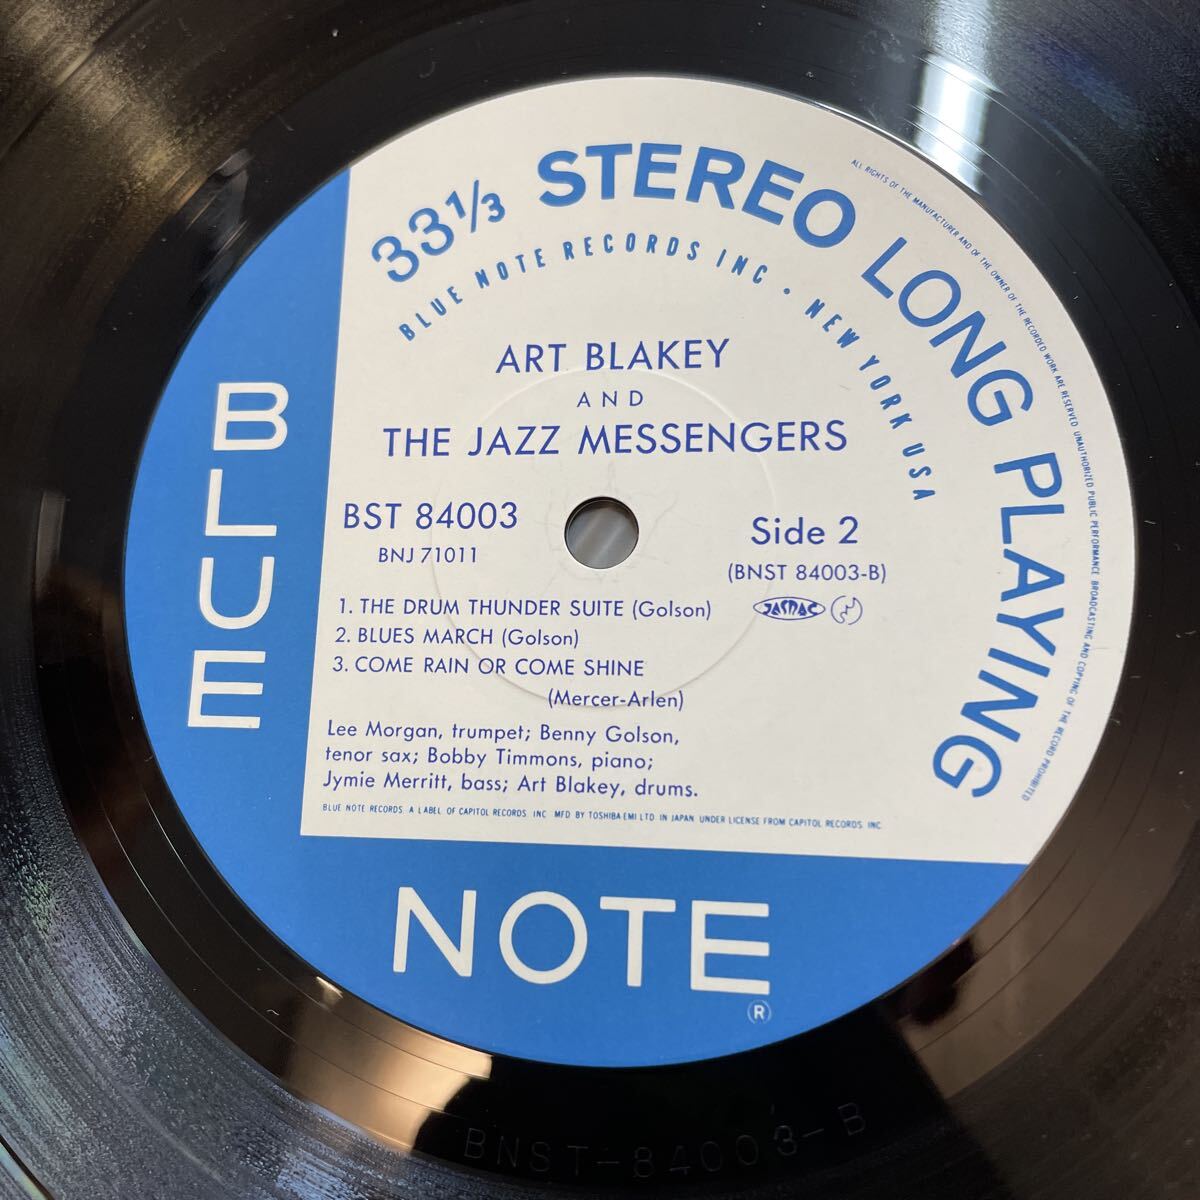 33 1/3 STEREO LONG PLAYING
BLUE NOTE RECORDS INC • NEW YORK USA
ALL RIGHTS OF THE MANUFACTURER AND OF THE OWNER OF THE RECORDED WORK ARE RESERVED UNAUTHORIZED PUBLIC PERFORMANCE BROADCASTING AND COPYING OF THE RECORD PROHIBITED
ART BLAKEY
AND
THE JAZZ MESSENGERS
BST 84003
BNJ 71011
Side 2
(BNST 84003-B)
JASRAC
1. THE DRUM THUNDER SUITE (Golson)
2. BLUES MARCH (Golson)
3. COME RAIN OR COME SHINE
(Mercer-Arlen)
Lee Morgan, trumpet; Benny Golson,
tenor sax; Bobby Timmons, piano;
Jymie Merritt, bass; Art Blakey, drums.
BLUE NOTE RECORDS. A LABEL OF CAPITOL RECORDS. INC. MFD BY TOSHIBA EMI LTD. IN JAPAN UNDER LICENSE FROM CAPITOL RECORDS. INC
BLUE
NOTE
®
BNST-84003-B